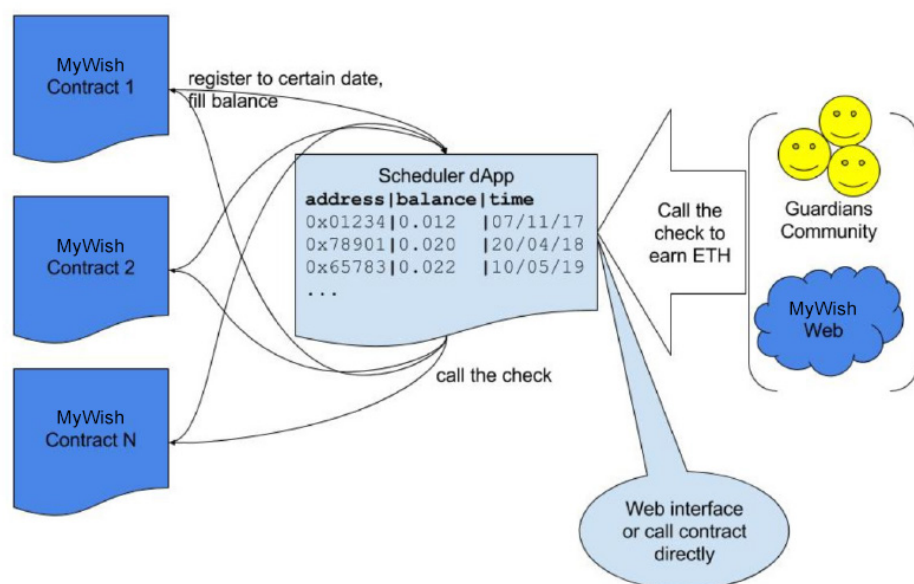 MyWish
Contract 1
register to certain date,
fill balance
MyWish
Contract 2
MyWish
Contract N
Scheduler dApp
address|balance|time
0x01234|0.012 |07/11/17
0x78901|0.020 |20/04/18
0x65783|0.022 |10/05/19
...
call the check
Call the
check to
earn ETH
Guardians
Community
MyWish
Web
Web interface
or call contract
directly